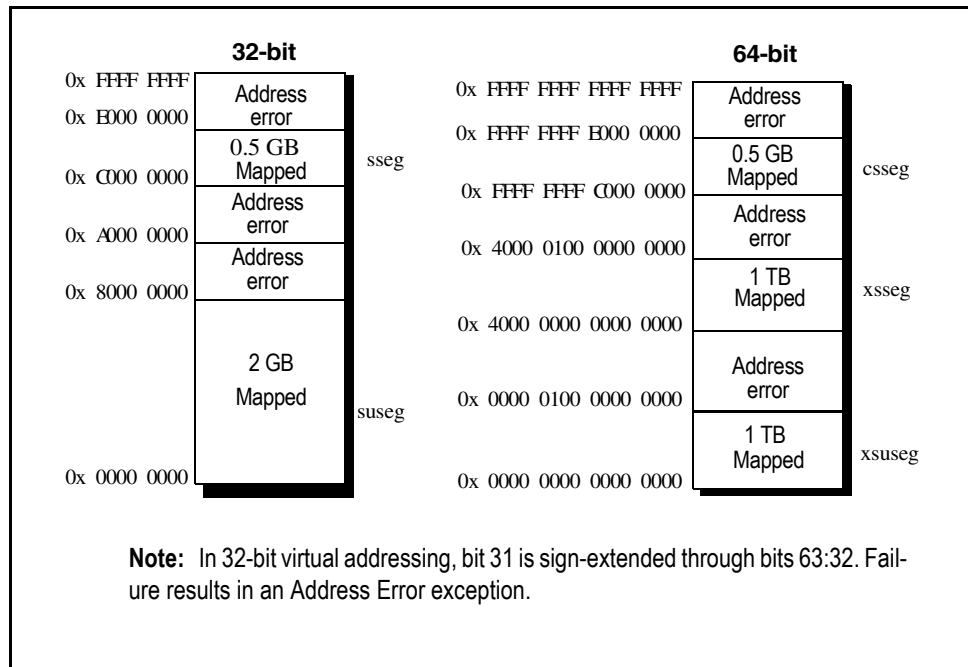 32-bit
0x FFFF FFFF
Address
error
0x E000 0000
0.5 GB
Mapped
sseg
0x C000 0000
Address
error
0x A000 0000
Address
error
0x 8000 0000
2 GB
Mapped
suseg
0x 0000 0000
64-bit
0x FFFF FFFF FFFF FFFF
Address
error
0x FFFF FFFF E000 0000
0.5 GB
Mapped
csseg
0x FFFF FFFF C000 0000
Address
error
0x 4000 0100 0000 0000
1 TB
Mapped
xsseg
0x 4000 0000 0000 0000
Address
error
0x 0000 0100 0000 0000
1 TB
Mapped
xsuseg
0x 0000 0000 0000 0000
Note: In 32-bit virtual addressing, bit 31 is sign-extended through bits 63:32. Fail-
ure results in an Address Error exception.